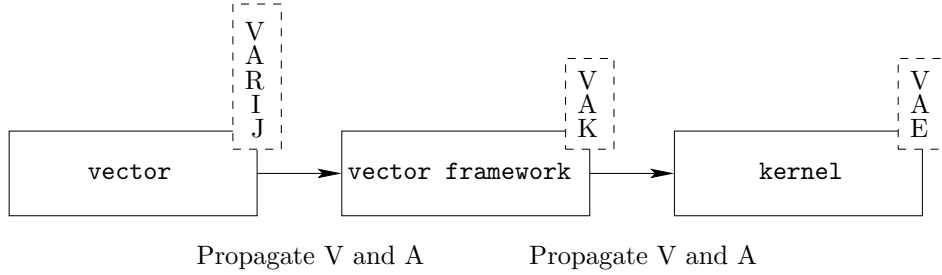 V
A
R
I
J
vector
V
A
K
vector framework
V
A
E
kernel
Propagate V and A
Propagate V and A